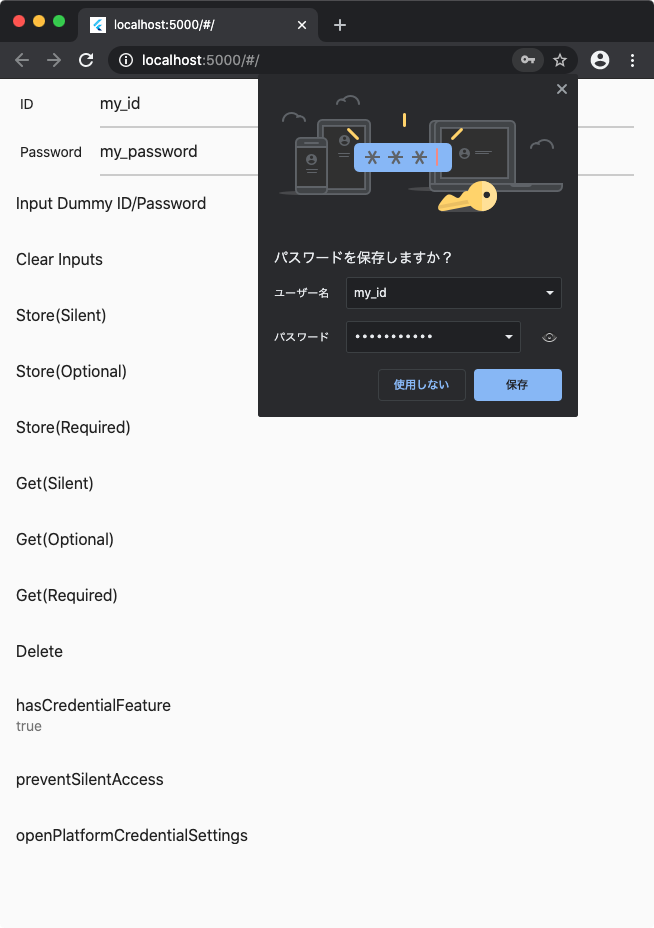 localhost:5000/#/
localhost:5000/#/
ID my_id
Password my_password
Input Dummy ID/Password
Clear Inputs
Store(Silent)
Store(Optional)
Store(Required)
Get(Silent)
Get(Optional)
Get(Required)
Delete
hasCredentialFeature
true
preventSilentAccess
openPlatformCredentialSettings
***
パスワードを保存しますか？
ユーザー名 my_id
パスワード •••••••••••
使用しない 保存